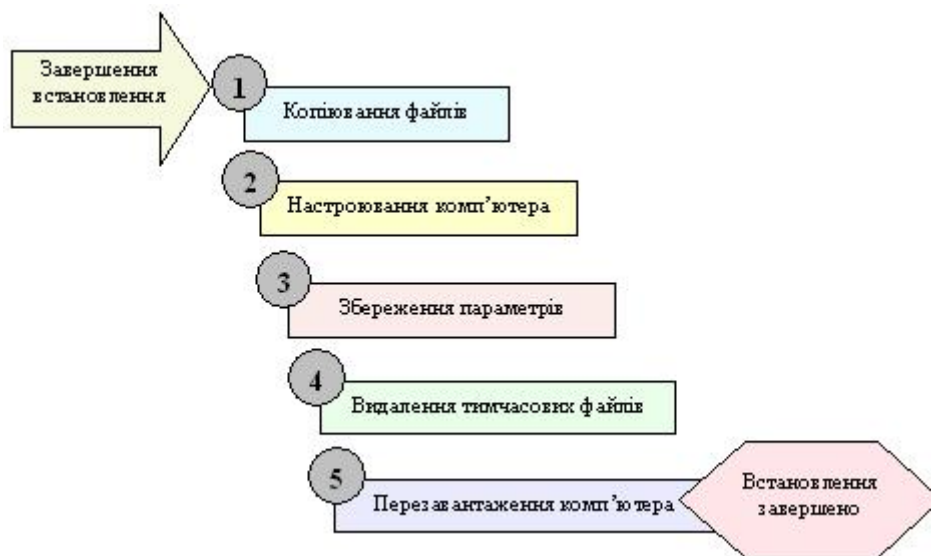 Завершення
встановлення
1
Копіювання файлів
2
Настроювання комп’ютера
3
Збереження параметрів
4
Видалення тимчасових файлів
5
Перезавантаження комп’ютера
Встановлення
завершено